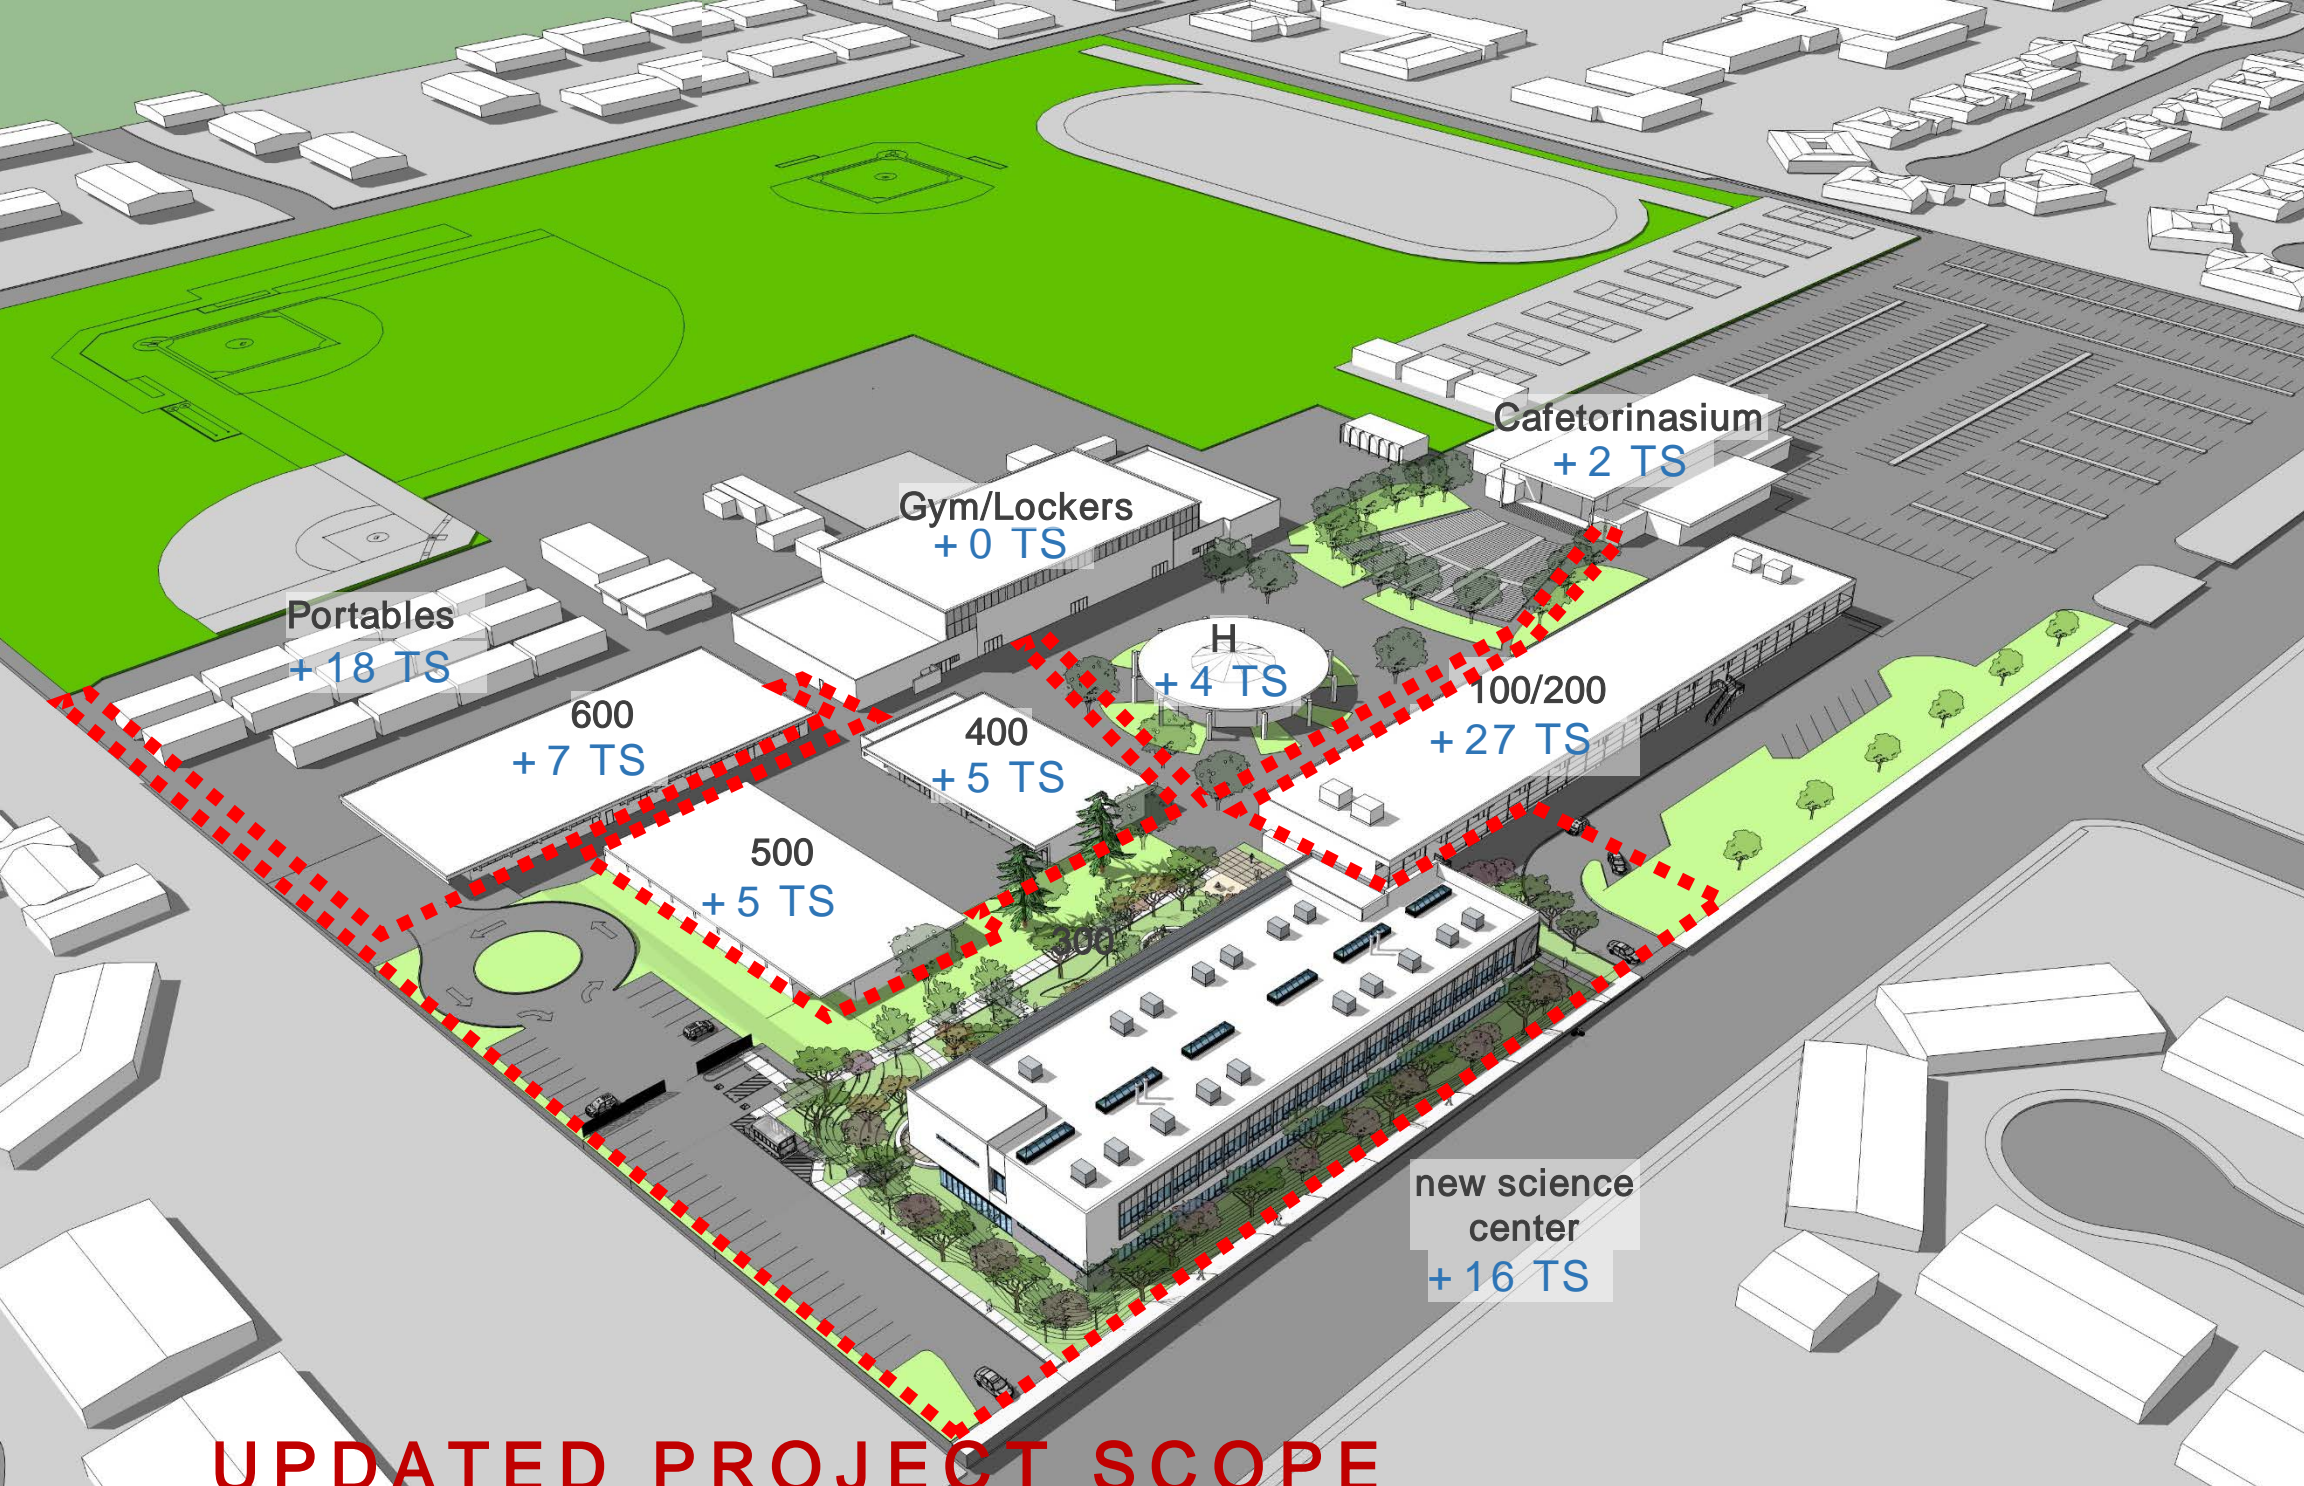 Cafetorinasium
+ 2 TS
Gym/Lockers
+ 0 TS
Portables
+ 18 TS
H
+ 4 TS
600
+ 7 TS
400
+ 5 TS
100/200
+ 27 TS
500
+ 5 TS
300
new science
center
+ 16 TS
UPDATED PROJECT SCOPE